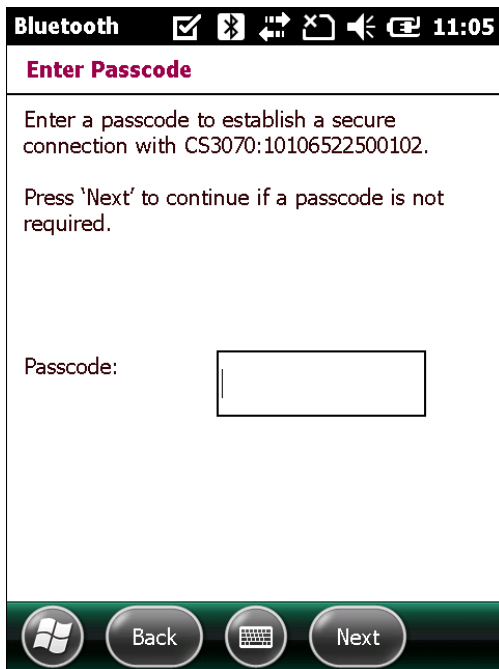 Bluetooth 11:05
Enter Passcode
Enter a passcode to establish a secure
connection with CS3070:10106522500102.
Press ‘Next’ to continue if a passcode is not
required.
Passcode:
Back Next